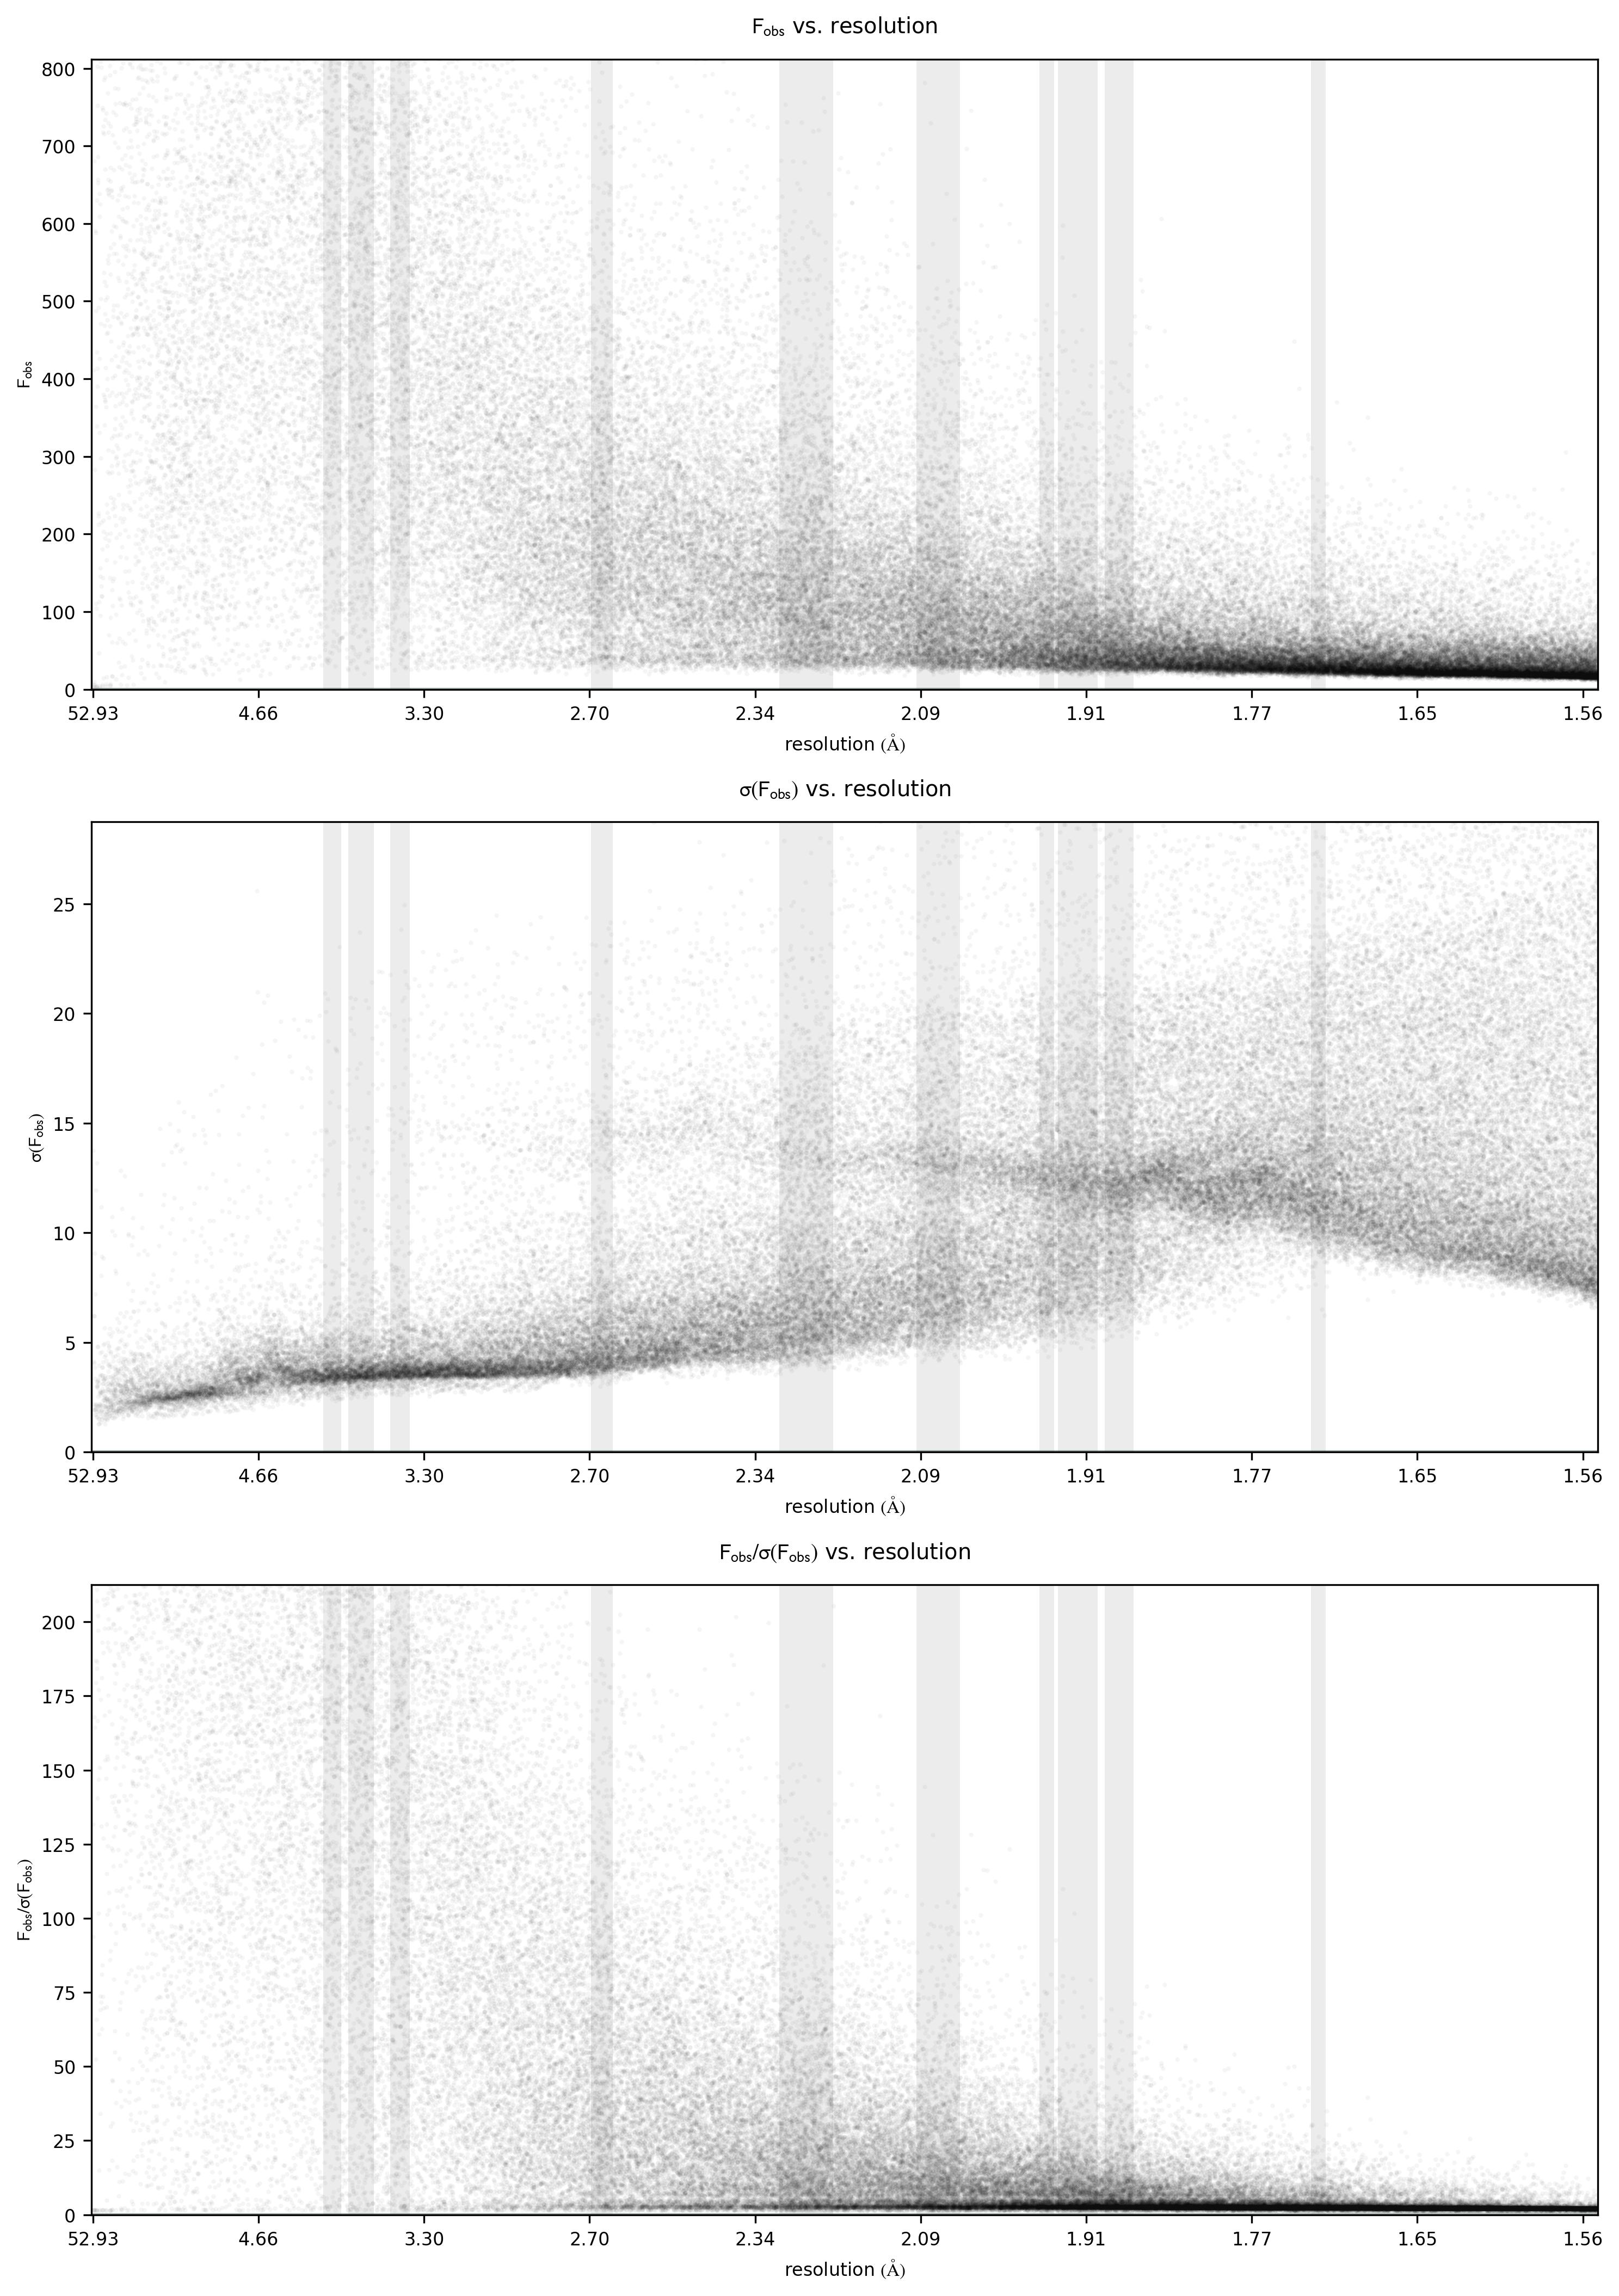 Fobs vs. resolution
800
700
600
500
400
300
200
100
0
Fobs
52.93 4.66 3.30 2.70 2.34 2.09 1.91 1.77 1.65 1.56
resolution (Å)
σ(Fobs) vs. resolution
25
20
15
10
5
0
σ(Fobs)
52.93 4.66 3.30 2.70 2.34 2.09 1.91 1.77 1.65 1.56
resolution (Å)
Fobs/σ(Fobs) vs. resolution
200
175
150
125
100
75
50
25
0
Fobs/σ(Fobs)
52.93 4.66 3.30 2.70 2.34 2.09 1.91 1.77 1.65 1.56
resolution (Å)